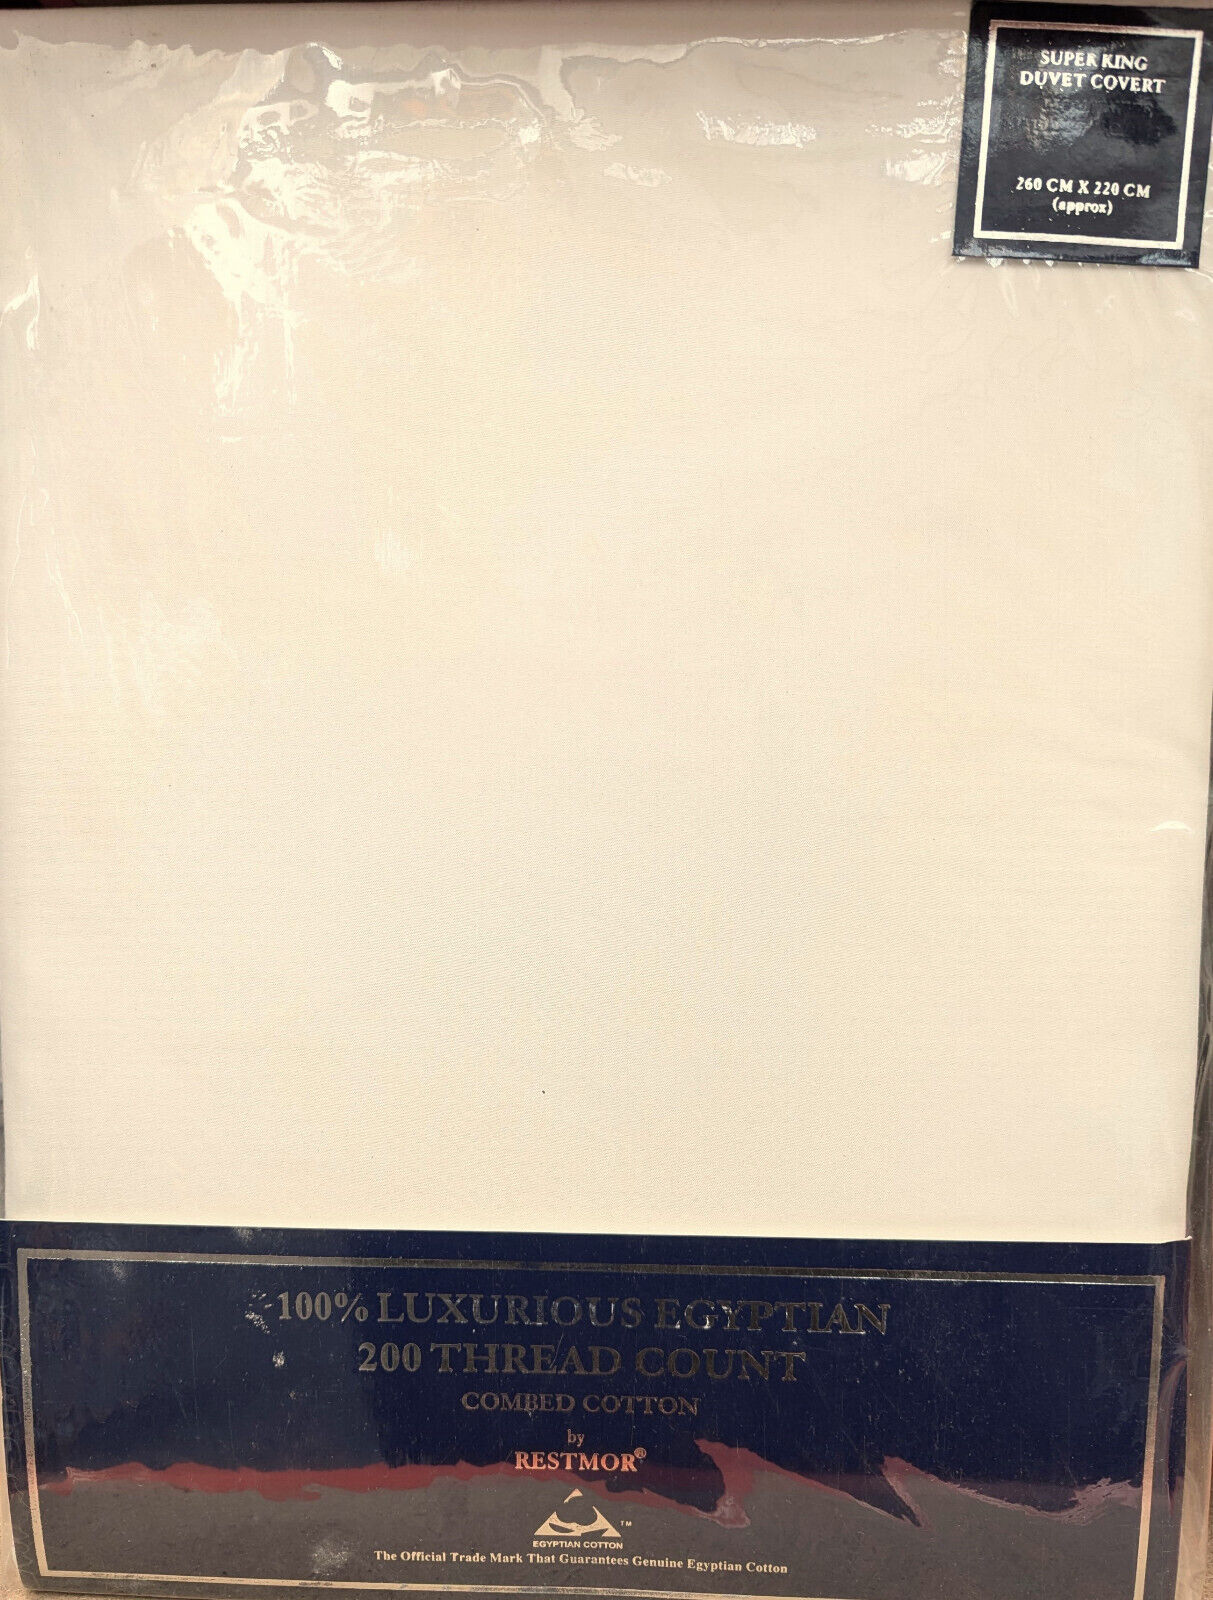 SUPER KING
DUVET COVERT
260 CM X 220 CM
(approx)
100% LUXURIOUS EGYPTIAN
200 THREAD COUNT
COMBED COTTON
by
RESTMOR®
TM
EGYPTIAN COTTON
The Official Trade Mark That Guarantees Genuine Egyptian Cotton